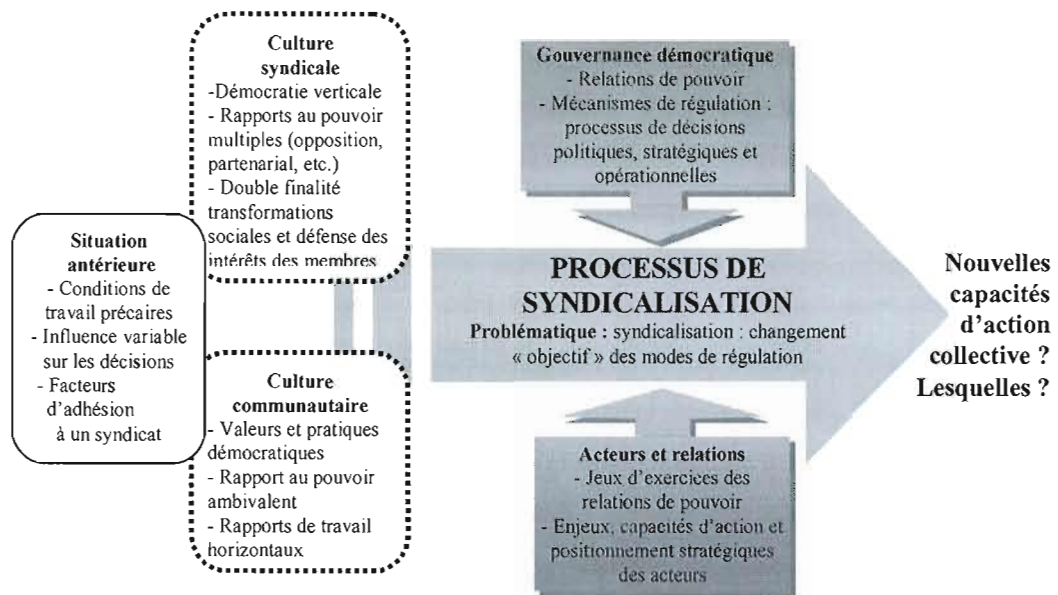 Culture
syndicale
-Démocratie verticale
- Rapports au pouvoir
multiples (opposition,
partenarial, etc.)
- Double finalité
transformations
sociales et défense des
intérêts des membres
Situation
antérieure
- Conditions de
travail précaires
- Influence variable
sur les décisions
- Facteurs
d'adhésion
à un syndicat
Culture
communautaire
- Valeurs et pratiques
démocratiques
- Rapport au pouvoir
ambivalent
- Rapports de travail
horizontaux
Gouvernance démocratique
- Relations de pouvoir
- Mécanismes de régulation :
processus de décisions
politiques, stratégiques et
opérationnelles
PROCESSUS DE
SYNDICALISATION
Problématique : syndicalisation : changement
« objectif » des modes de régulation
Acteurs et relations
- Jeux d'exercices des
relations de pouvoir
- Enjeux, capacités d'action et
positionnement stratégiques
des acteurs
Nouvelles
capacités
d'action
collective ?
Lesquelles ?